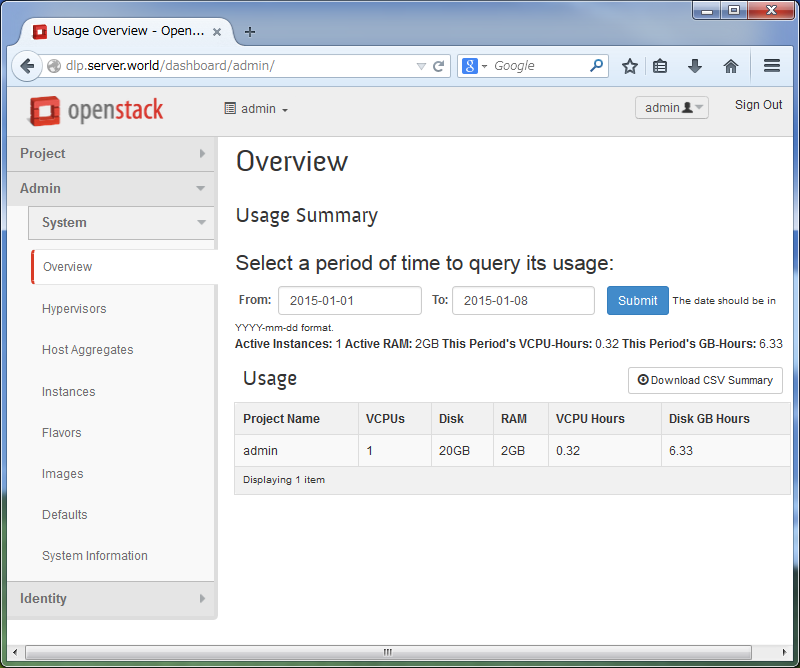 Usage Overview - Open...
dlp.server.world/dashboard/admin/
Google
openstack
admin
admin
Sign Out
Project
Admin
System
Overview
Hypervisors
Host Aggregates
Instances
Flavors
Images
Defaults
System Information
Identity
Overview
Usage Summary
Select a period of time to query its usage:
From: 2015-01-01 To: 2015-01-08 Submit The date should be in
YYYY-mm-dd format.
Active Instances: 1 Active RAM: 2GB This Period's VCPU-Hours: 0.32 This Period's GB-Hours: 6.33
Usage
Download CSV Summary
Project Name VCPUs Disk RAM VCPU Hours Disk GB Hours
admin 1 20GB 2GB 0.32 6.33
Displaying 1 item